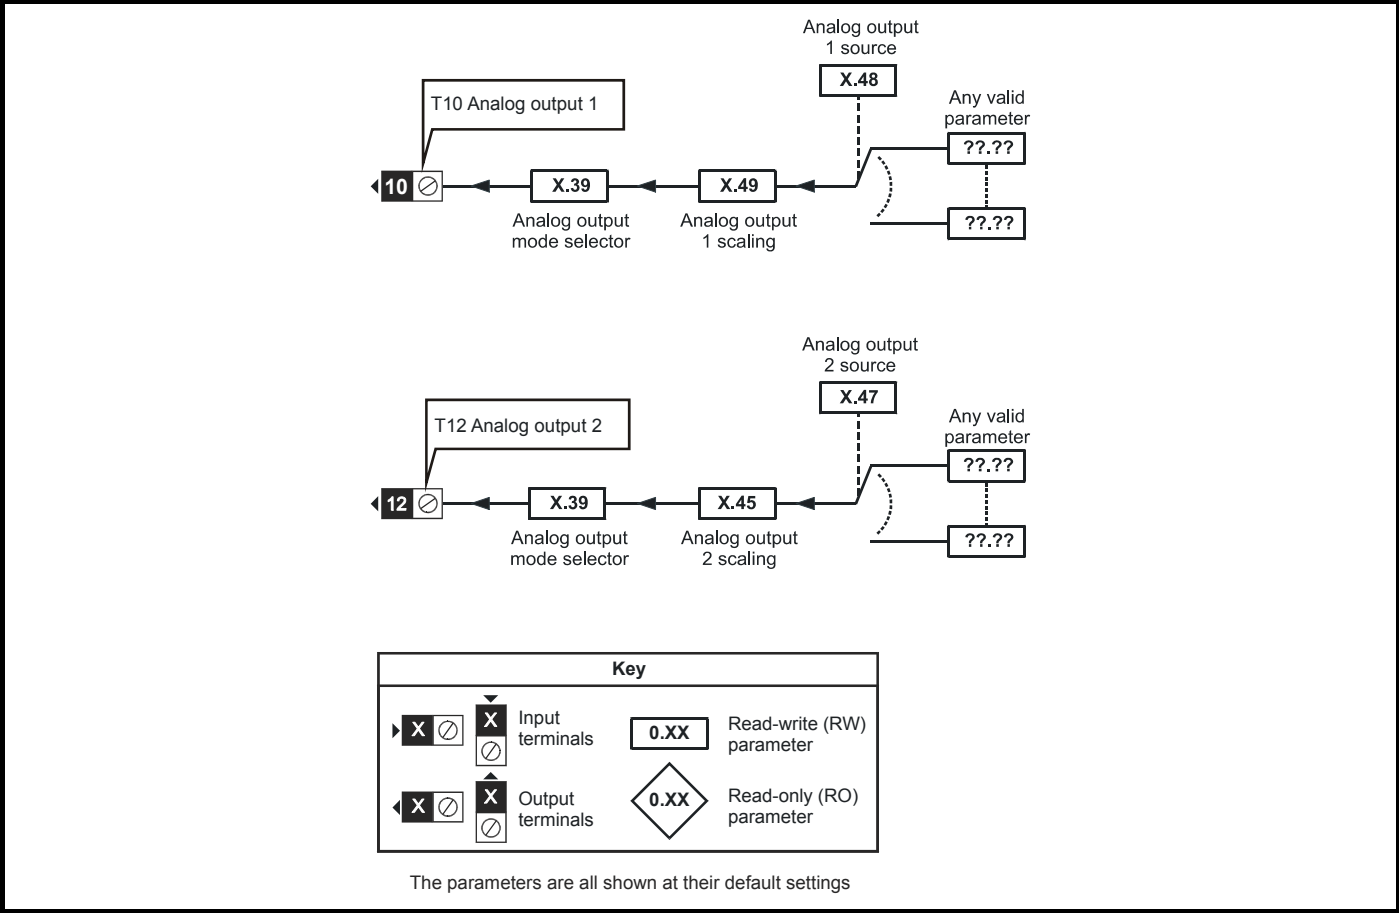 Analog output
1 source
X.48
T10 Analog output 1
Any valid
parameter
??.??
10
X.39
X.49
Analog output
mode selector
Analog output
1 scaling
??.??
Analog output
2 source
X.47
T12 Analog output 2
Any valid
parameter
??.??
12
X.39
X.45
Analog output
mode selector
Analog output
2 scaling
??.??
Key
X
X
Input
terminals
0.XX
Read-write (RW)
parameter
X
X
Output
terminals
0.XX
Read-only (RO)
parameter
The parameters are all shown at their default settings